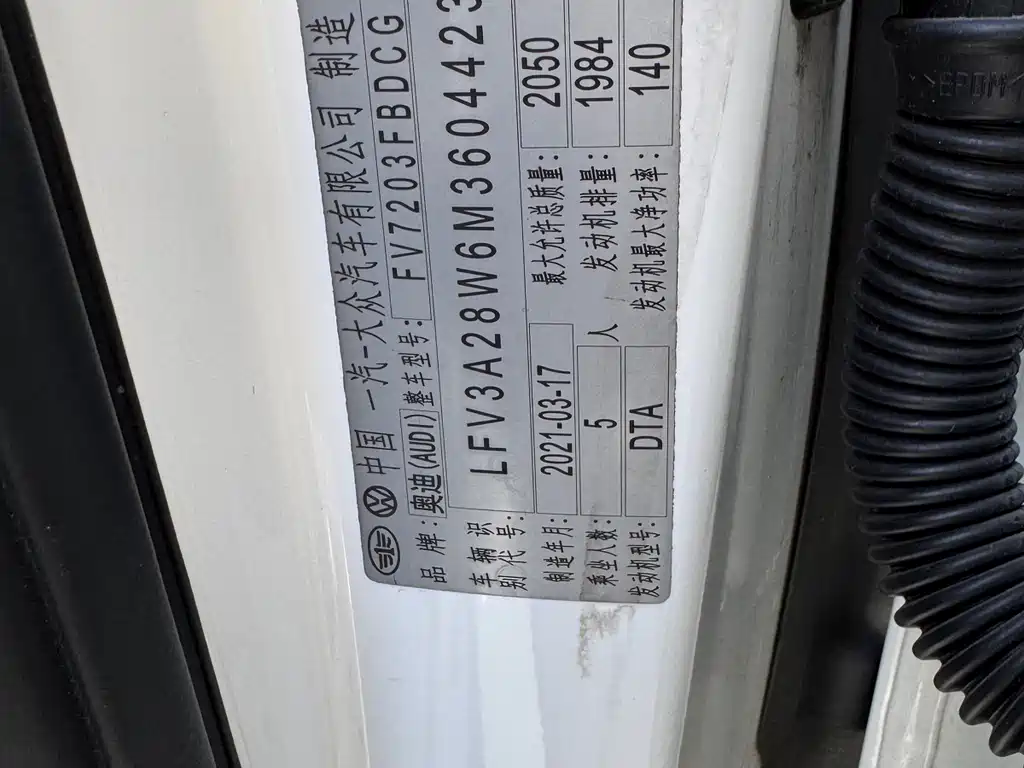 中国 一汽-大众汽车有限公司 制造
品牌: 奥迪(AUDI) 整车型号: FV7203FBDCG
车辆识别代号: LFV3A28W6M3604423
制造年月: 2021-03-17 最大允许总质量: 2050
乘坐人数: 5 人 发动机排量: 1984
发动机型号: DTA 发动机最大净功率: 140
>EPDM<